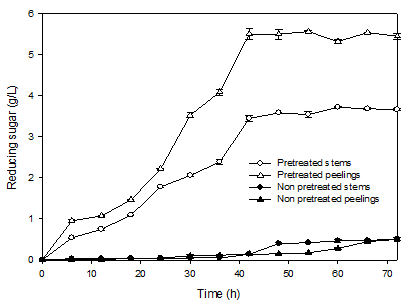 6
5
4
3
2
1
0
Reducing sugar (g/L)
Pretreated stems
Pretreated peelings
Non pretreated stems
Non pretreated peelings
0 10 20 30 40 50 60 70
Time (h)